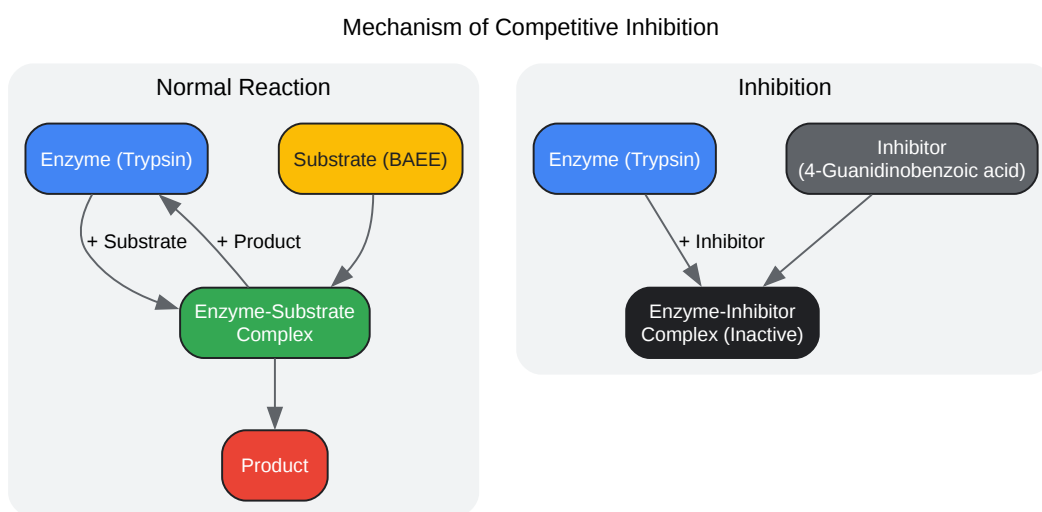 Mechanism of Competitive Inhibition
Normal Reaction
Enzyme (Trypsin)
Substrate (BAEE)
+ Substrate
+ Product
Enzyme-Substrate
Complex
Product
Inhibition
Enzyme (Trypsin)
Inhibitor
(4-Guanidinobenzoic acid)
+ Inhibitor
Enzyme-Inhibitor
Complex (Inactive)